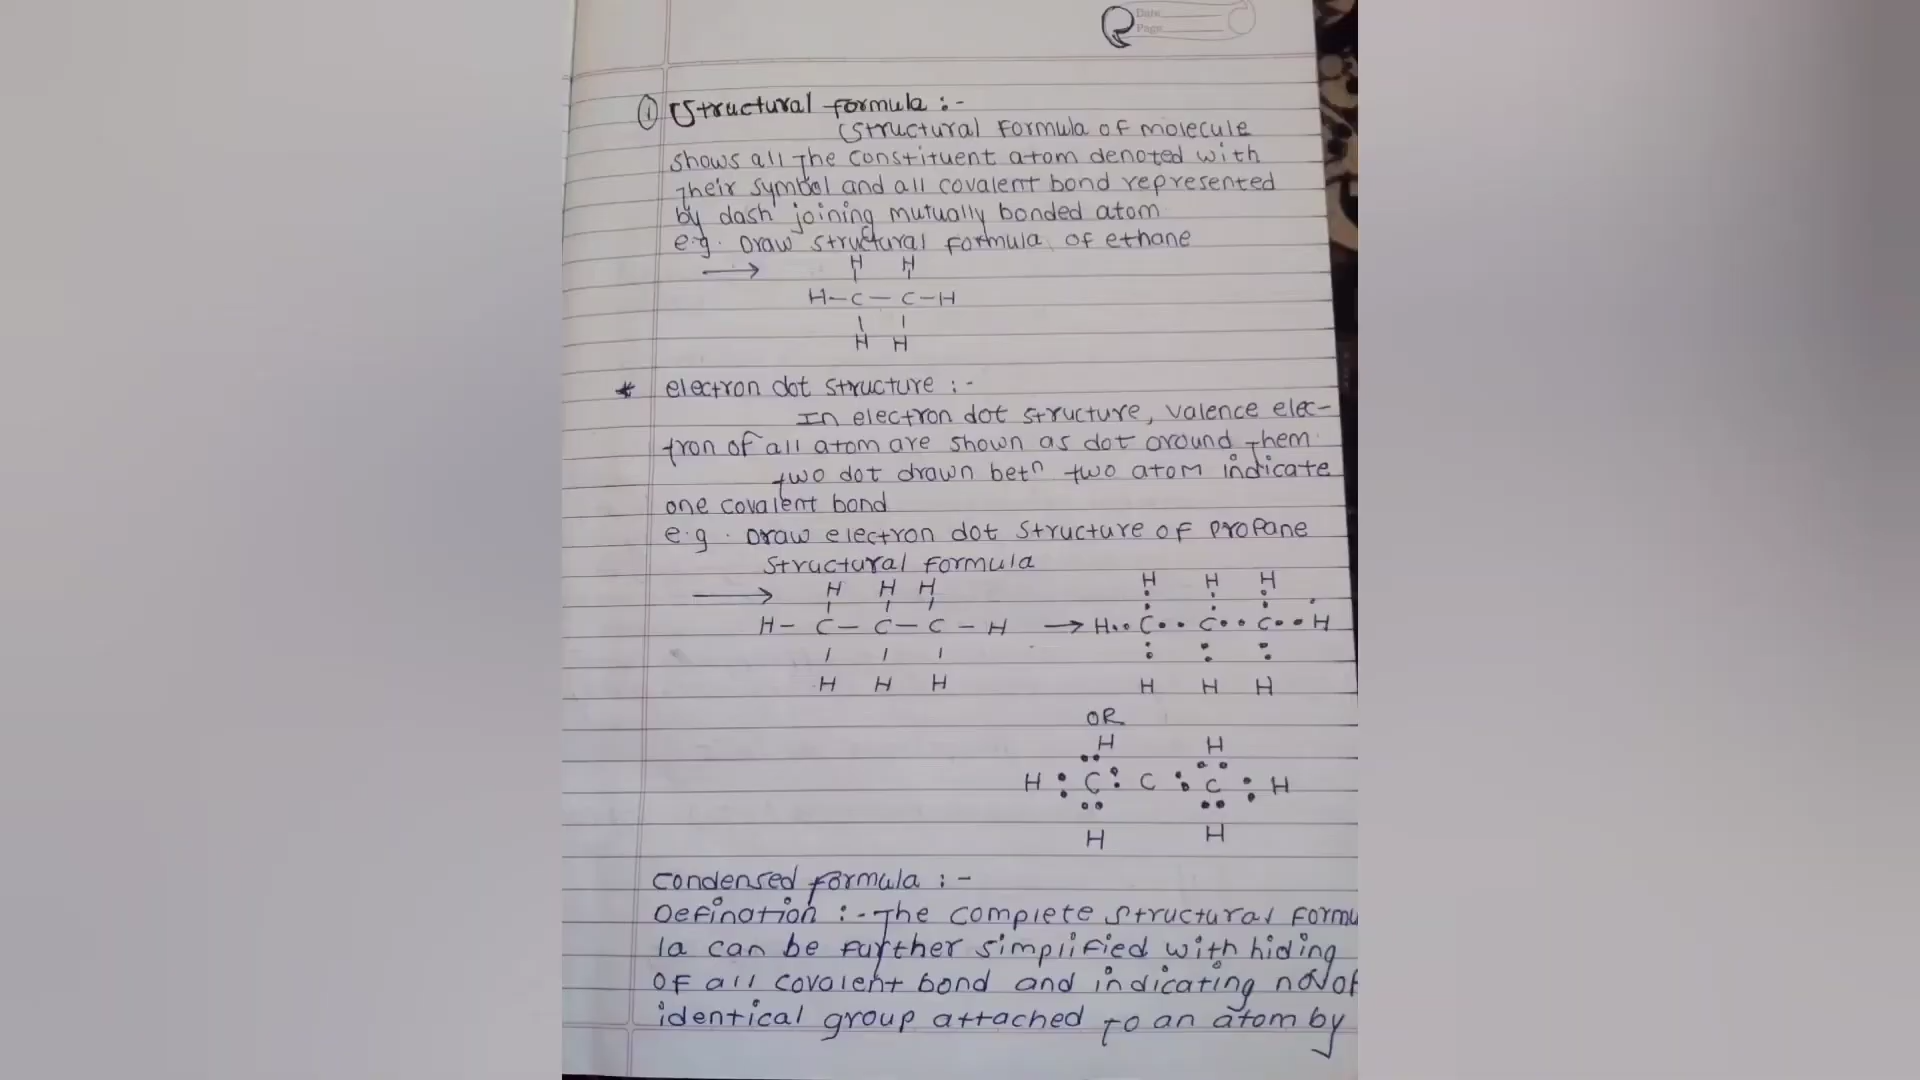 Date
Page
① Structural formula :-
Structural formula of molecule
shows all the constituent atom denoted with
their symbol and all covalent bond represented
by dash joining mutually bonded atom
e.g. Draw structural formula of ethane
→ H H
H-C-C-H
H H
* electron dot structure :-
In electron dot structure, valence elec-
tron of all atom are shown as dot around them.
two dot drawn betn two atom indicate
one covalent bond
e.g. Draw electron dot structure of propane
structural formula
→ H H H H H H
H-C-C-C-H → H··C··C··C··H
H H H H H H
OR
H H
H:C:C:C:H
H H
condensed formula :-
Defination :- The complete structural formu
la can be further simplified with hiding
of all covalent bond and indicating no of
identical group attached to an atom by